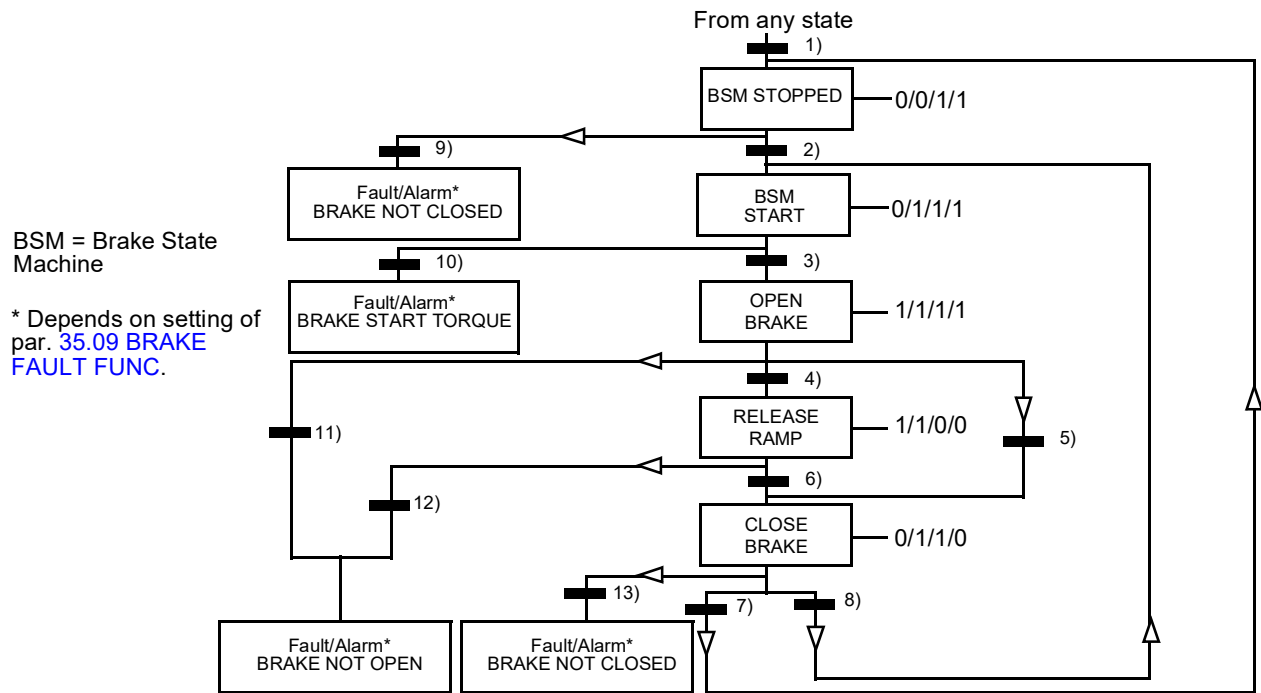 From any state
1)
BSM STOPPED
0/0/1/1
9)
2)
Fault/Alarm*
BRAKE NOT CLOSED
BSM
START
0/1/1/1
BSM = Brake State
Machine
10)
3)
Fault/Alarm*
BRAKE START TORQUE
OPEN
BRAKE
1/1/1/1
* Depends on setting of
par. 35.09 BRAKE
FAULT FUNC.
4)
RELEASE
RAMP
1/1/0/0
11)
5)
6)
12)
CLOSE
BRAKE
0/1/1/0
13)
7)
8)
Fault/Alarm*
BRAKE NOT OPEN
Fault/Alarm*
BRAKE NOT CLOSED